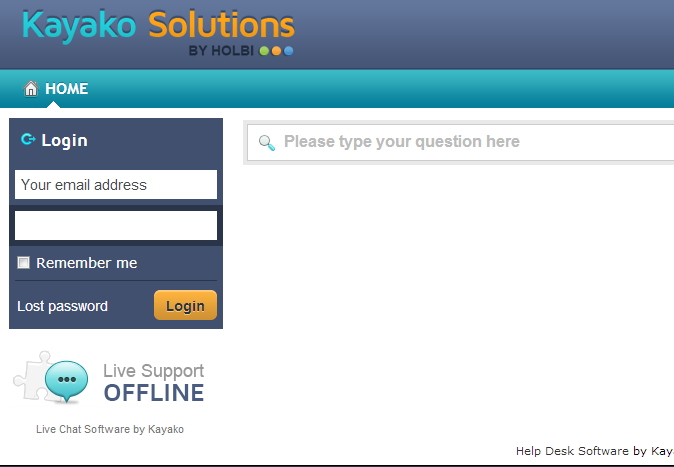 Kayako Solutions
BY HOLBI
HOME
Login
Please type your question here
Your email address
Remember me
Lost password
Login
Live Support
OFFLINE
Live Chat Software by Kayako
Help Desk Software by Kay